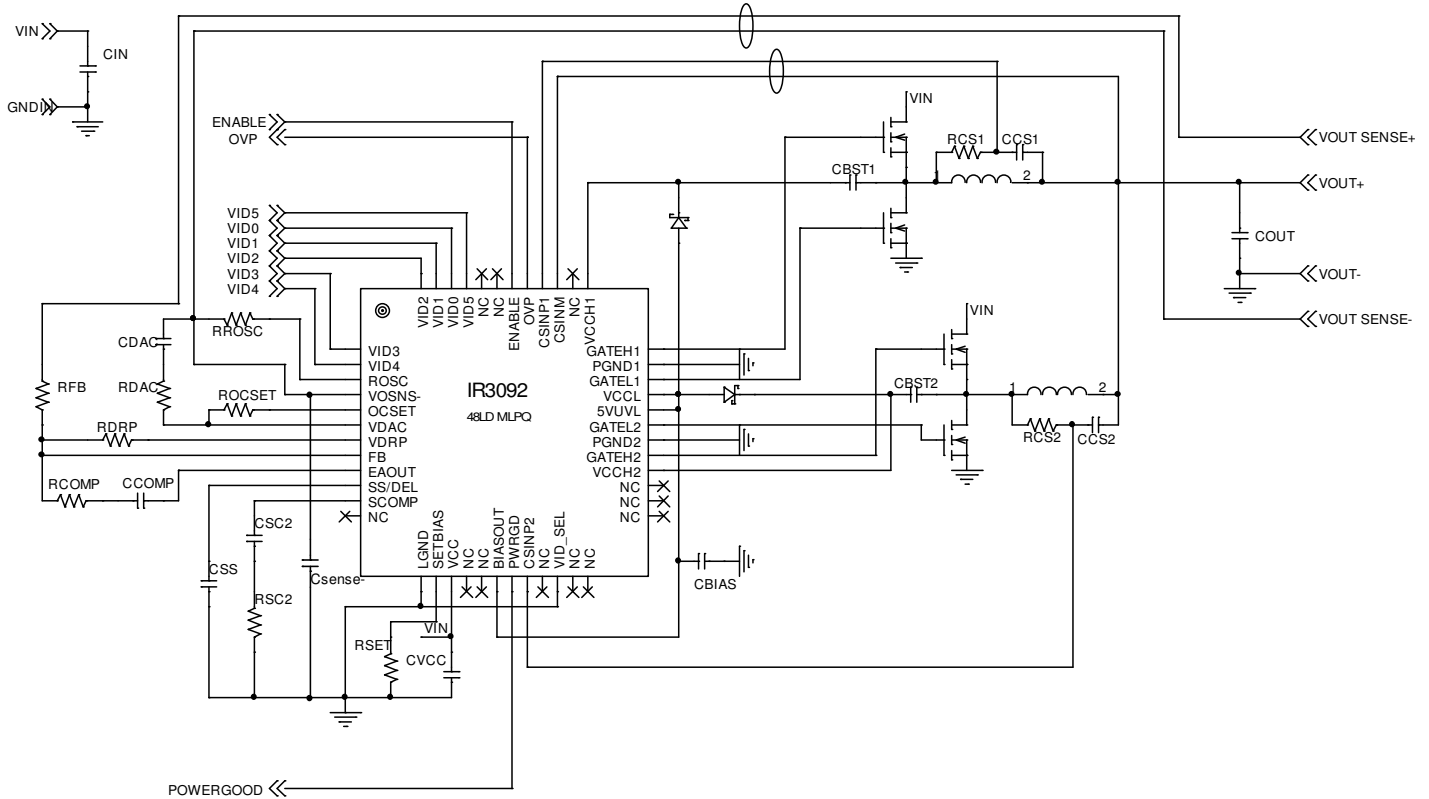 VIN
CIN
GNDIN
ENABLE
OVP
VIN
RCS1 CCS1
VOUT SENSE+
CBST1
1 2
VOUT+
VID5
VID0
VID1
VID2
VID3
VID4
COUT
VOUT-
VID2
VID1
VID0
VID5
NC
NC
ENABLE
OVP
CSINP1
CSINM
NC
VCCH1
VIN
VOUT SENSE-
RROSC
CDAC
RDAC
RFB
ROCSET
RDRP
RCOMP CCOMP
VID3
VID4
ROSC
VOSNS-
OCSET
VDAC
VDRP
FB
EAOUT
SS/DEL
SCOMP
NC
IR3092
48LD MLPQ
GATEH1
PGND1
GATEL1
VCCL
5VUVL
GATEL2
PGND2
GATEH2
VCCH2
NC
NC
NC
CBST2
1 2
RCS2 CCS2
LGND
SETBIAS
VCC
NC
NC
BIASOUT
PWRGD
CSINP2
NC
VID_SEL
NC
NC
CSC2
CSS
RSC2
Csense-
CBIAS
VIN
RSET
CVCC
POWERGOOD